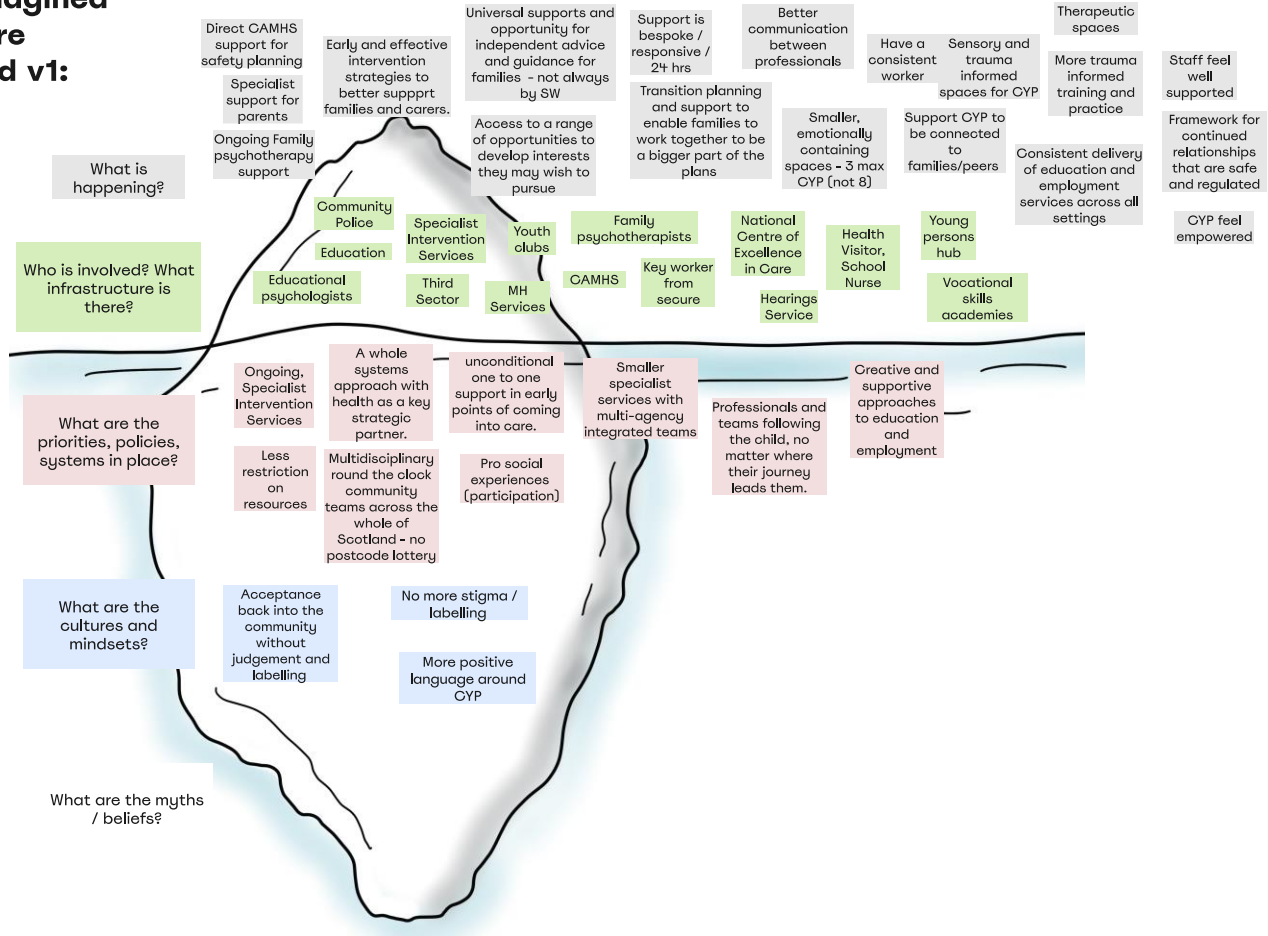 agined
re
d v1:
Direct CAMHS
support for
safety planning
Specialist
support for
parents
Ongoing Family
psychotherapy
support
Early and effective
intervention
strategies to
better suppprt
families and carers.
Universal supports and
opportunity for
independent advice
and guidance for
families - not always
by SW
Access to a range
of opportunities to
develop interests
they may wish to
pursue
Support is
bespoke /
responsive /
24 hrs
Transition planning
and support to
enable families to
work together to be
a bigger part of the
plans
Better
communication
between
professionals
Smaller,
emotionally
containing
spaces - 3 max
CYP (not 8)
Have a
consistent
worker
Sensory and
trauma
informed
spaces for CYP
Support CYP to
be connected
to
families/peers
Therapeutic
spaces
More trauma
informed
training and
practice
Consistent delivery
of education and
employment
services across all
settings
Staff feel
well
supported
Framework for
continued
relationships
that are safe
and regulated
CYP feel
empowered
What is
happening?
Who is involved? What
infrastructure is
there?
Community
Police
Education
Educational
psychologists
Specialist
Intervention
Services
Third
Sector
Youth
clubs
MH
Services
Family
psychotherapists
CAMHS
Key worker
from
secure
National
Centre of
Excellence
in Care
Hearings
Service
Health
Visitor,
School
Nurse
Young
persons
hub
Vocational
skills
academies
What are the
priorities, policies,
systems in place?
Ongoing,
Specialist
Intervention
Services
Less
restriction
on
resources
A whole
systems
approach with
health as a key
strategic
partner.
Multidisciplinary
round the clock
community
teams across the
whole of
Scotland - no
postcode lottery
unconditional
one to one
support in early
points of coming
into care.
Pro social
experiences
(participation)
Smaller
specialist
services with
multi-agency
integrated teams
Professionals and
teams following
the child, no
matter where
their journey
leads them.
Creative and
supportive
approaches
to education
and
employment
What are the
cultures and
mindsets?
Acceptance
back into the
community
without
judgement and
labelling
No more stigma /
labelling
More positive
language around
CYP
What are the myths
/ beliefs?